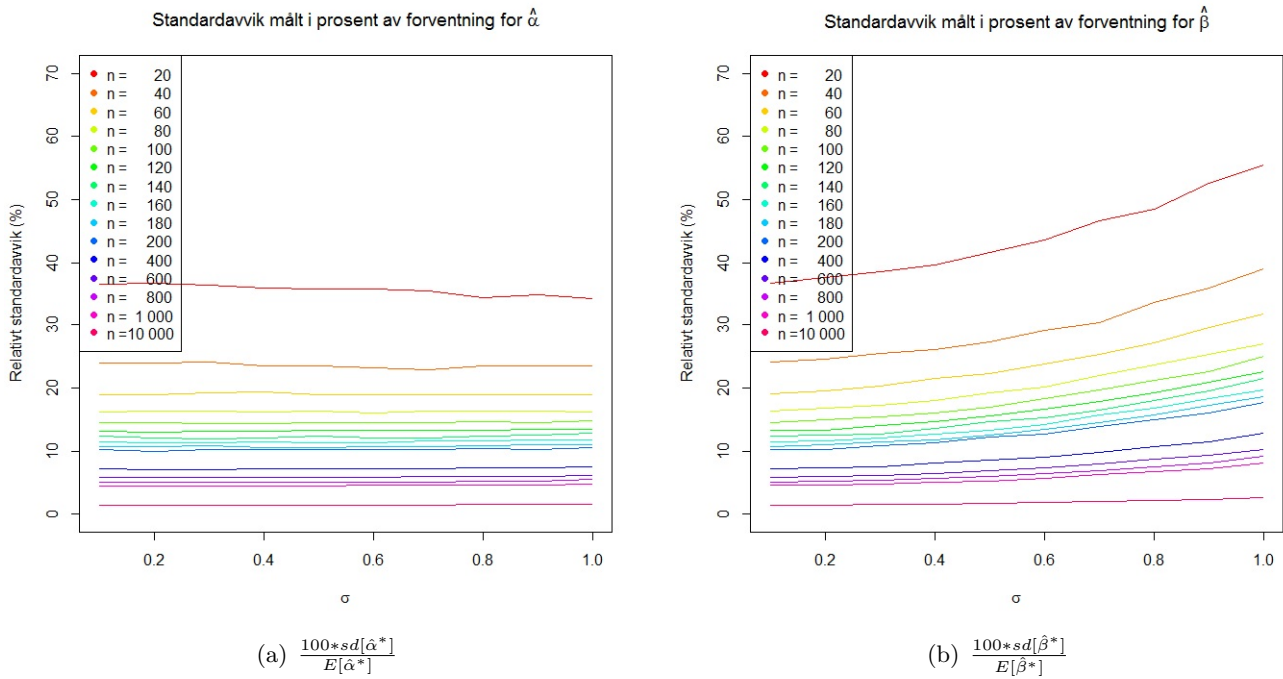 Standardavvik målt i prosent av forventning for α̂
Relativt standardavvik (%)
70
60
50
40
30
20
10
0
n = 20
n = 40
n = 60
n = 80
n = 100
n = 120
n = 140
n = 160
n = 180
n = 200
n = 400
n = 600
n = 800
n = 1 000
n =10 000
0.2
0.4
0.6
0.8
1.0
σ
(a) 100∗sd[α̂*] / E[α̂*]
Standardavvik målt i prosent av forventning for β̂
Relativt standardavvik (%)
70
60
50
40
30
20
10
0
n = 20
n = 40
n = 60
n = 80
n = 100
n = 120
n = 140
n = 160
n = 180
n = 200
n = 400
n = 600
n = 800
n = 1 000
n =10 000
0.2
0.4
0.6
0.8
1.0
σ
(b) 100∗sd[β̂*] / E[β̂*]